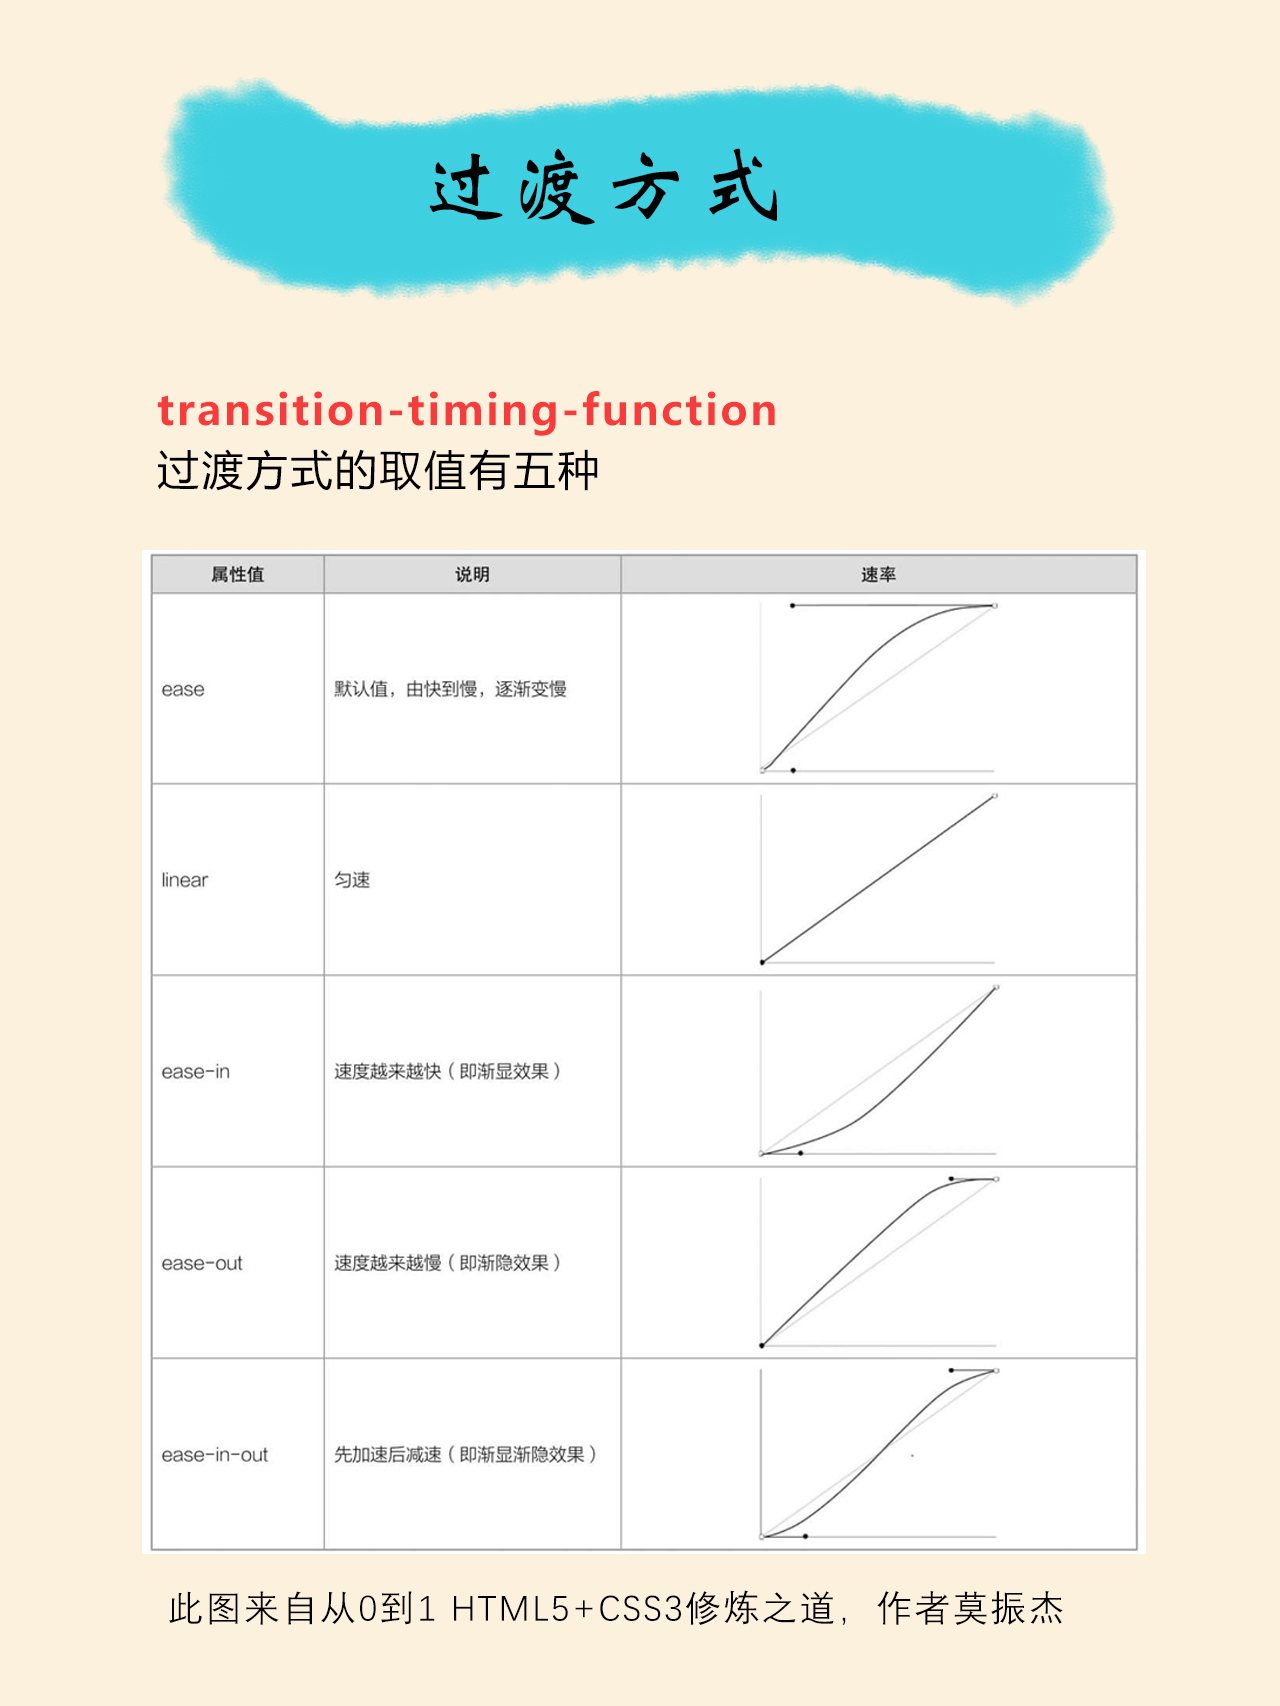 过渡方式
transition-timing-function
过渡方式的取值有五种
属性值 说明 速率
ease 默认值，由快到慢，逐渐变慢
linear 匀速
ease-in 速度越来越快（即渐显效果）
ease-out 速度越来越慢（即渐隐效果）
ease-in-out 先加速后减速（即渐显渐隐效果）
此图来自从0到1 HTML5+CSS3修炼之道，作者莫振杰